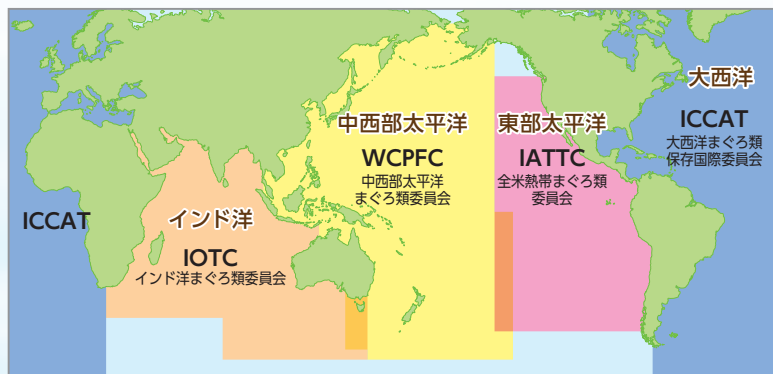 大西洋
ICCAT
大西洋まぐろ類
保存国際委員会
中西部太平洋
WCPFC
中西部太平洋
まぐろ類委員会
東部太平洋
IATTC
全米熱帯まぐろ類
委員会
ICCAT
インド洋
IOTC
インド洋まぐろ類委員会